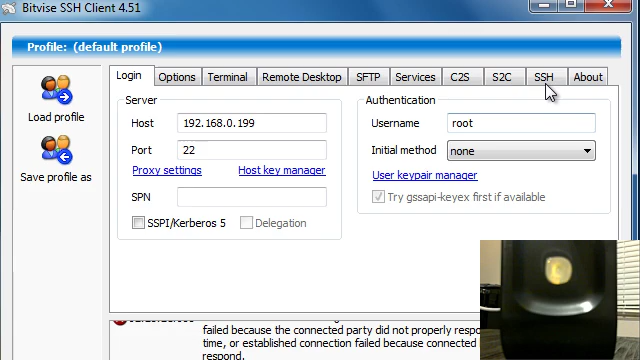 Bitvise SSH Client 4.51
Profile: (default profile)
Load profile
Save profile as
Login Options Terminal Remote Desktop SFTP Services C2S S2C SSH About
Server
Host 192.168.0.199
Port 22
Proxy settings Host key manager
SPN
SSPI/Kerberos 5 Delegation
Authentication
Username root
Initial method none
User keypair manager
Try gssapi-keyex first if available
failed because the connected party did not properly respo
time, or established connection failed because connected
respond.